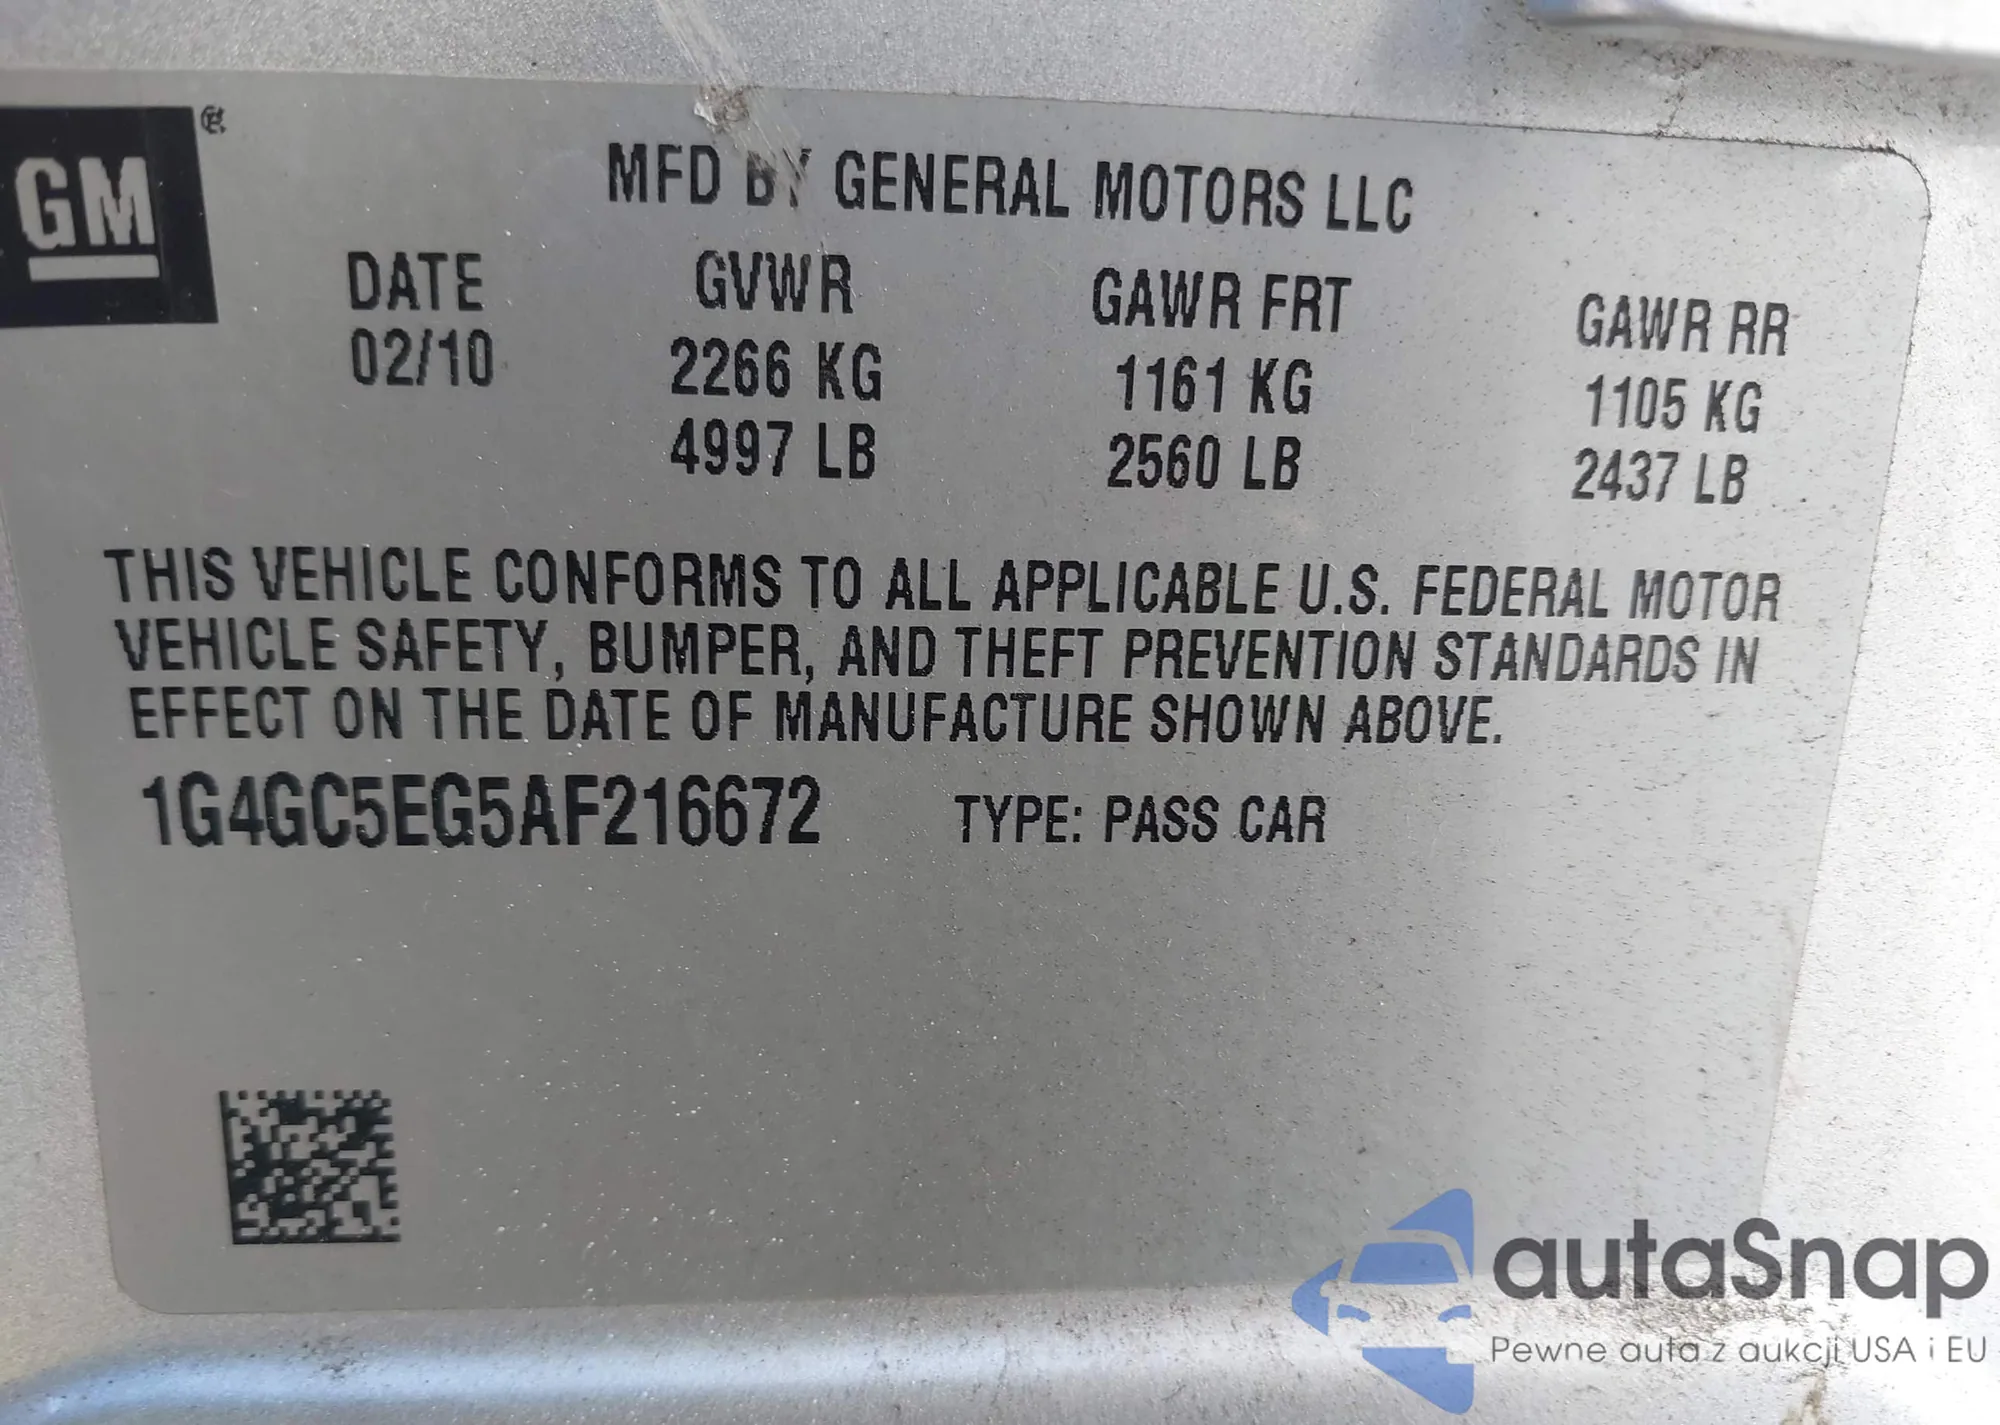 GM®
MFD BY GENERAL MOTORS LLC
DATE GVWR GAWR FRT GAWR RR
02/10 2266 KG 1161 KG 1105 KG
4997 LB 2560 LB 2437 LB
THIS VEHICLE CONFORMS TO ALL APPLICABLE U.S. FEDERAL MOTOR
VEHICLE SAFETY, BUMPER, AND THEFT PREVENTION STANDARDS IN
EFFECT ON THE DATE OF MANUFACTURE SHOWN ABOVE.
1G4GC5EG5AF216672 TYPE: PASS CAR
autaSnap
Pewne auta z aukcji USA i EU